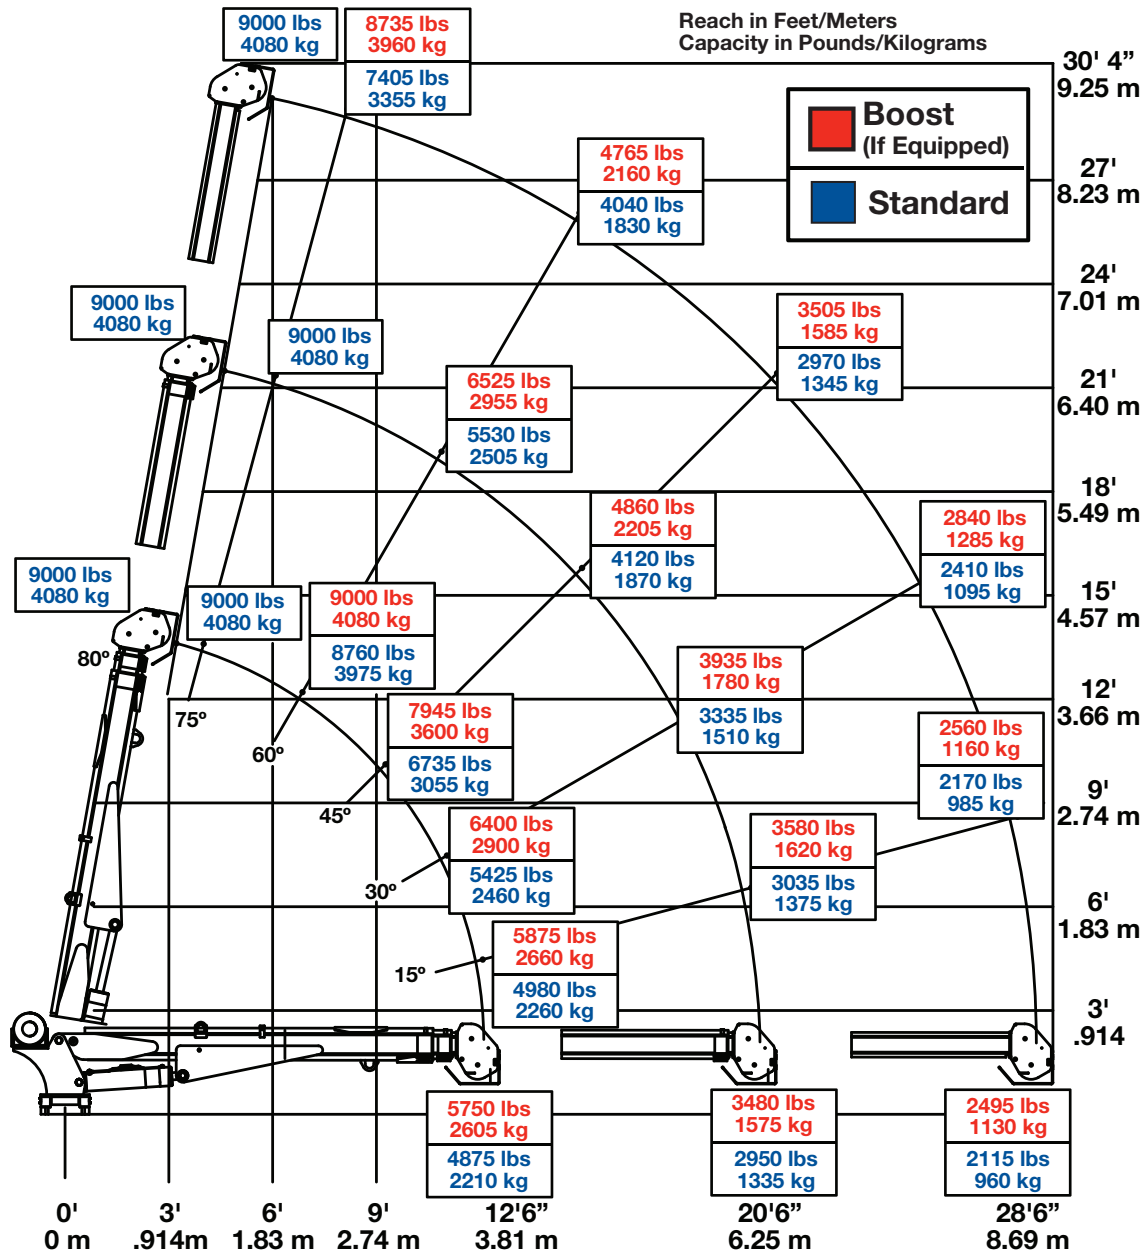 Reach in Feet/Meters
Capacity in Pounds/Kilograms
9000 lbs
4080 kg
8735 lbs
3960 kg
7405 lbs
3355 kg
30' 4”
9.25 m
Boost
(If Equipped)
Standard
4765 lbs
2160 kg
4040 lbs
1830 kg
27'
8.23 m
24'
7.01 m
9000 lbs
4080 kg
9000 lbs
4080 kg
3505 lbs
1585 kg
2970 lbs
1345 kg
6525 lbs
2955 kg
5530 lbs
2505 kg
21'
6.40 m
18'
5.49 m
4860 lbs
2205 kg
4120 lbs
1870 kg
2840 lbs
1285 kg
2410 lbs
1095 kg
9000 lbs
4080 kg
9000 lbs
4080 kg
9000 lbs
4080 kg
8760 lbs
3975 kg
15'
4.57 m
80º
75º
60º
3935 lbs
1780 kg
3335 lbs
1510 kg
12'
3.66 m
7945 lbs
3600 kg
6735 lbs
3055 kg
2560 lbs
1160 kg
2170 lbs
985 kg
45º
9'
2.74 m
6400 lbs
2900 kg
5425 lbs
2460 kg
3580 lbs
1620 kg
3035 lbs
1375 kg
30º
6'
1.83 m
5875 lbs
2660 kg
4980 lbs
2260 kg
15º
3'
.914
5750 lbs
2605 kg
4875 lbs
2210 kg
3480 lbs
1575 kg
2950 lbs
1335 kg
2495 lbs
1130 kg
2115 lbs
960 kg
0' 3' 6' 9' 12'6” 20'6” 28'6”
0 m .914m 1.83 m 2.74 m 3.81 m 6.25 m 8.69 m